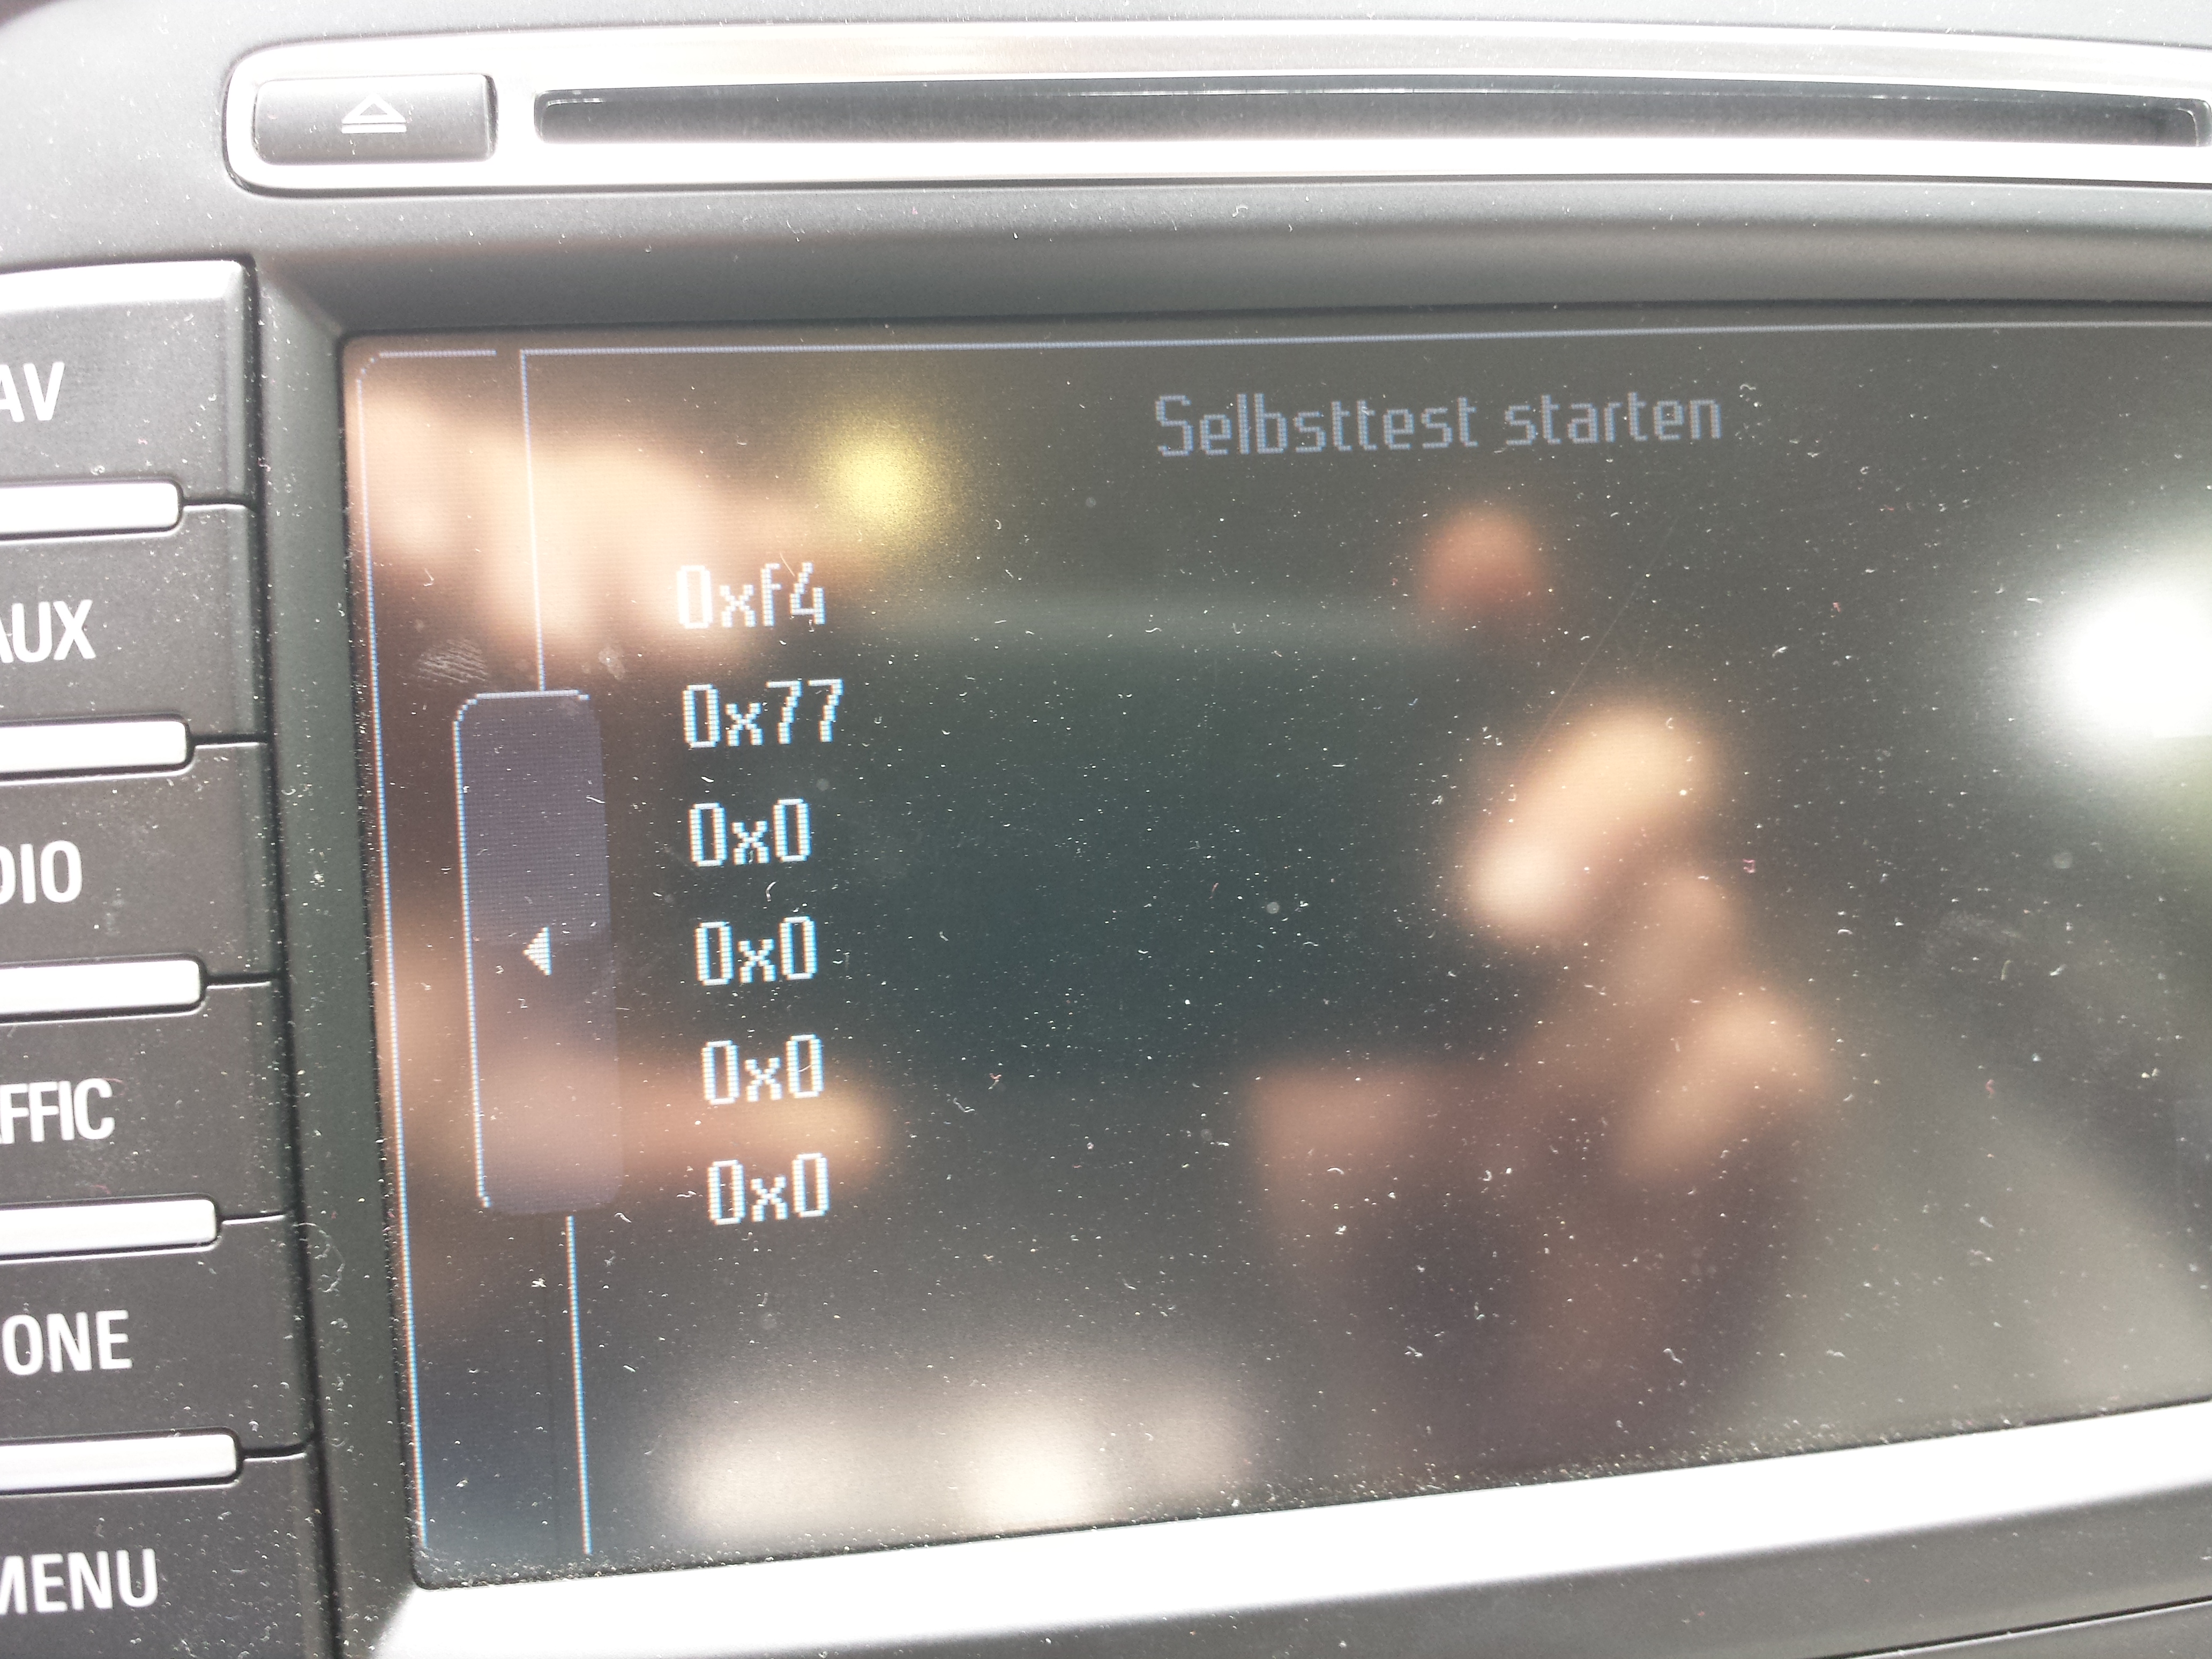 AV
AUX
DIO
FFIC
ONE
MENU
Selbsttest starten
0xf4
0x77
0x0
0x0
0x0
0x0